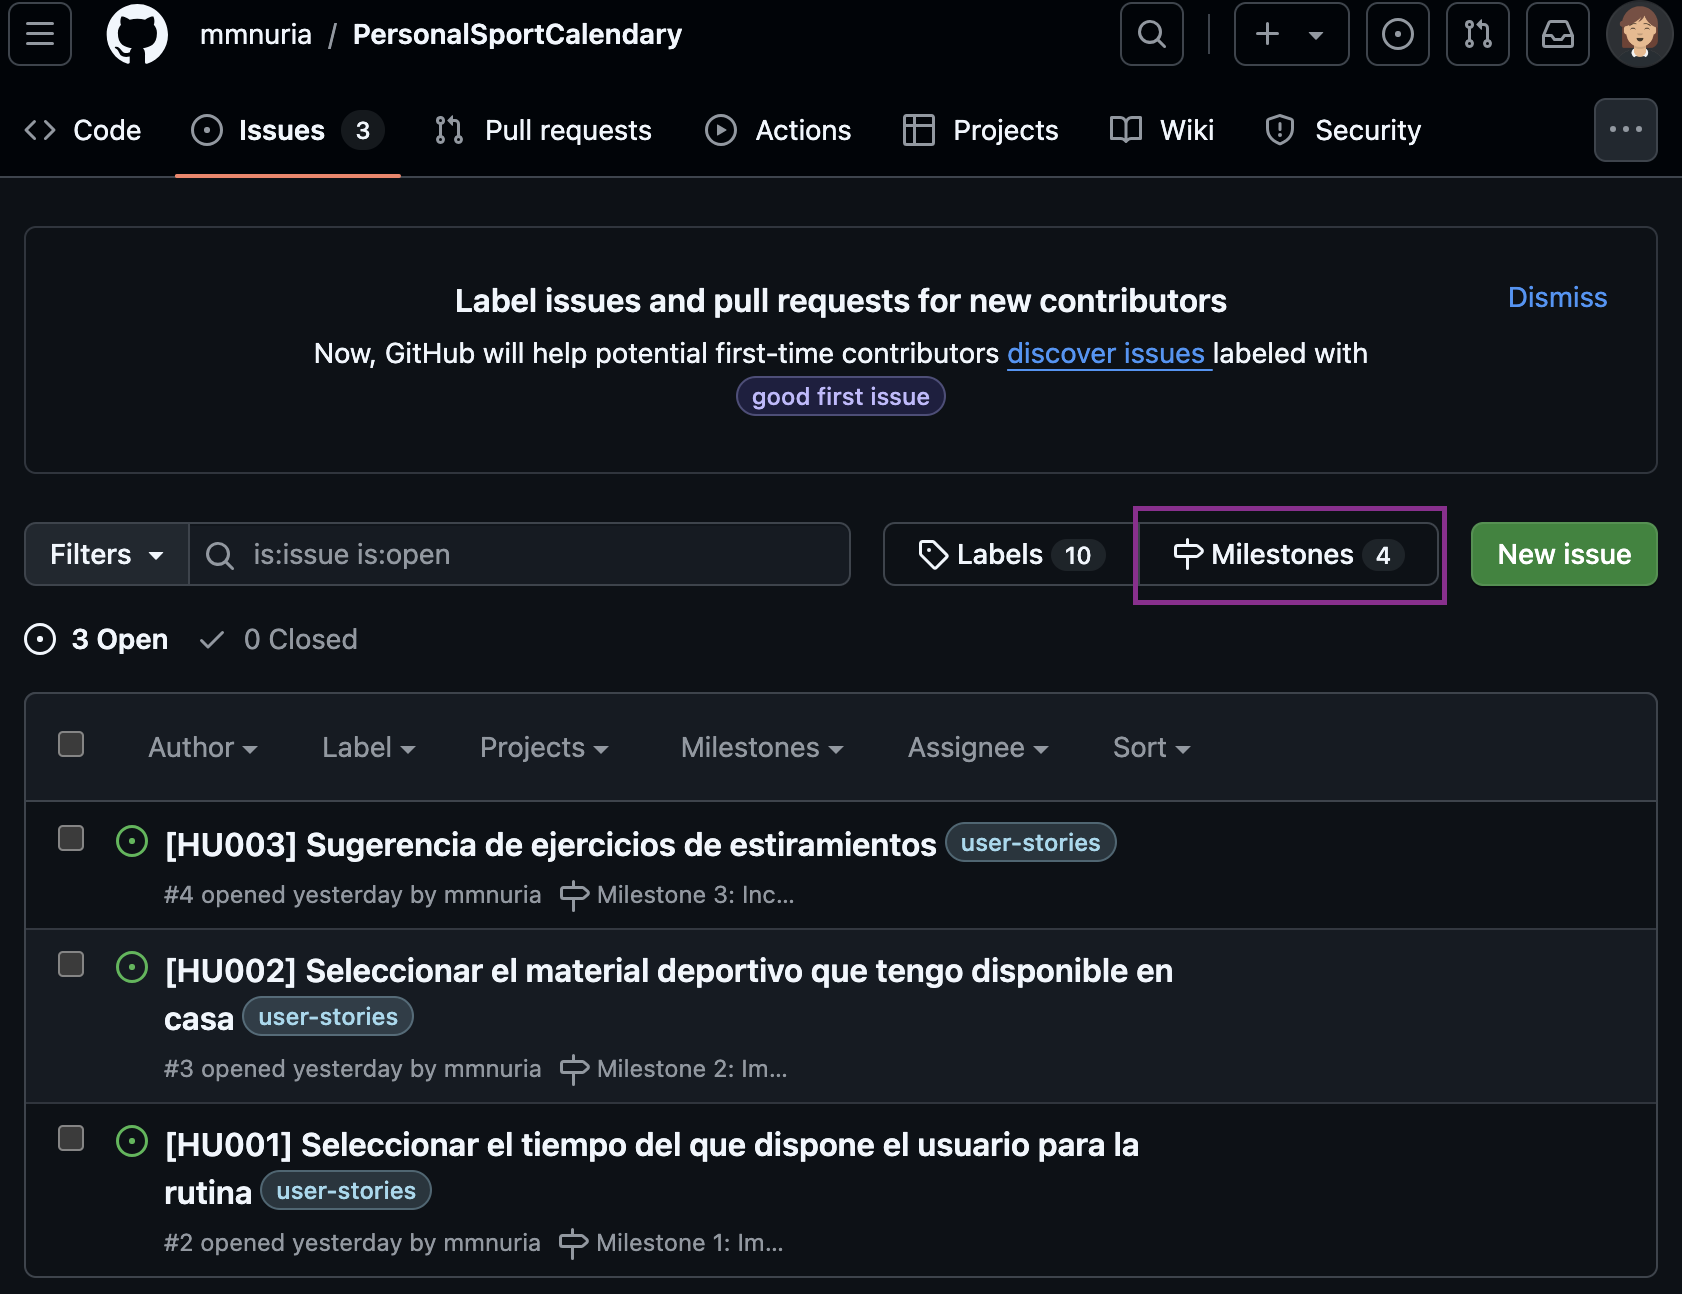 mmnuria / PersonalSportCalendary
Code Issues 3 Pull requests Actions Projects Wiki Security
Label issues and pull requests for new contributors
Dismiss
Now, GitHub will help potential first-time contributors discover issues labeled with
good first issue
Filters is:issue is:open Labels 10 Milestones 4 New issue
3 Open 0 Closed
Author Label Projects Milestones Assignee Sort
[HU003] Sugerencia de ejercicios de estiramientos user-stories
#4 opened yesterday by mmnuria Milestone 3: Inc...
[HU002] Seleccionar el material deportivo que tengo disponible en
casa user-stories
#3 opened yesterday by mmnuria Milestone 2: Im...
[HU001] Seleccionar el tiempo del que dispone el usuario para la
rutina user-stories
#2 opened yesterday by mmnuria Milestone 1: Im...